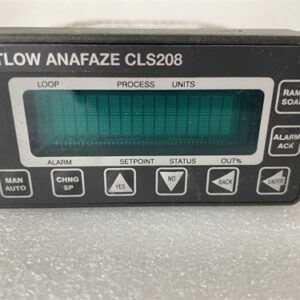 TLOW ANAFAZE CLS208
LOOP PROCESS UNITS
RAM
SOA
ALARM
ACK
ALARM SETPOINT STATUS OUT%
MAN
AUTO
CHNG
SP
YES
NO
BACK
ENTER